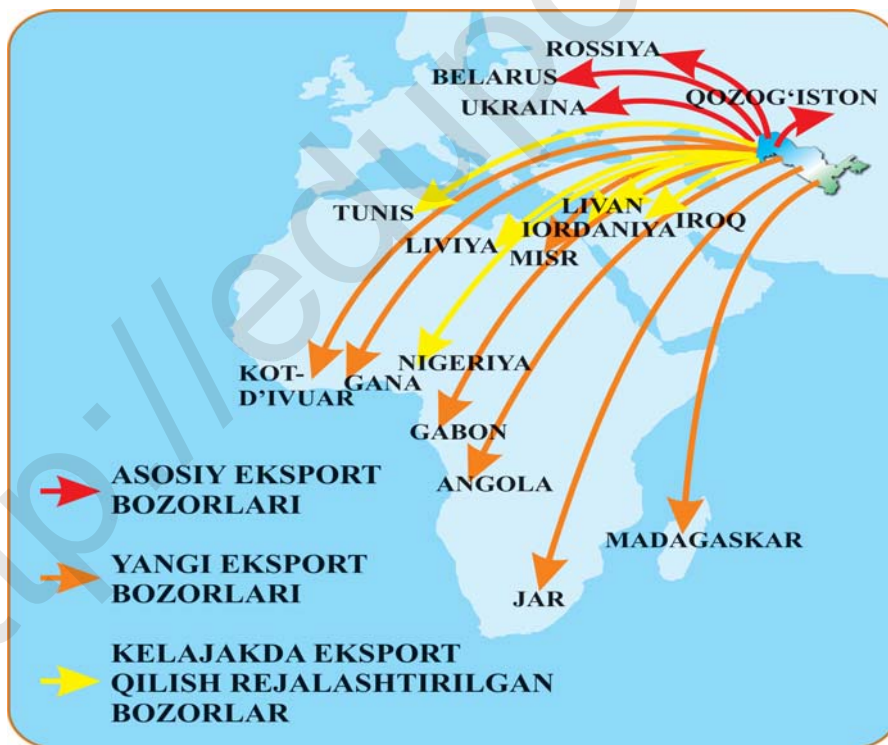 ROSSIYA
BELARUS
QOZOG‘ISTON
UKRAINA
TUNIS
LIVAN
LIVIYA
IORDANIYA
IROQ
MISR
KOT-
D’IVUAR
GANA
NIGERIYA
GABON
ANGOLA
MADAGASKAR
JAR
ASOSIY EKSPORT
BOZORLARI
YANGI EKSPORT
BOZORLARI
KELAJAKDA EKSPORT
QILISH REJALASHTIRILGAN
BOZORLAR